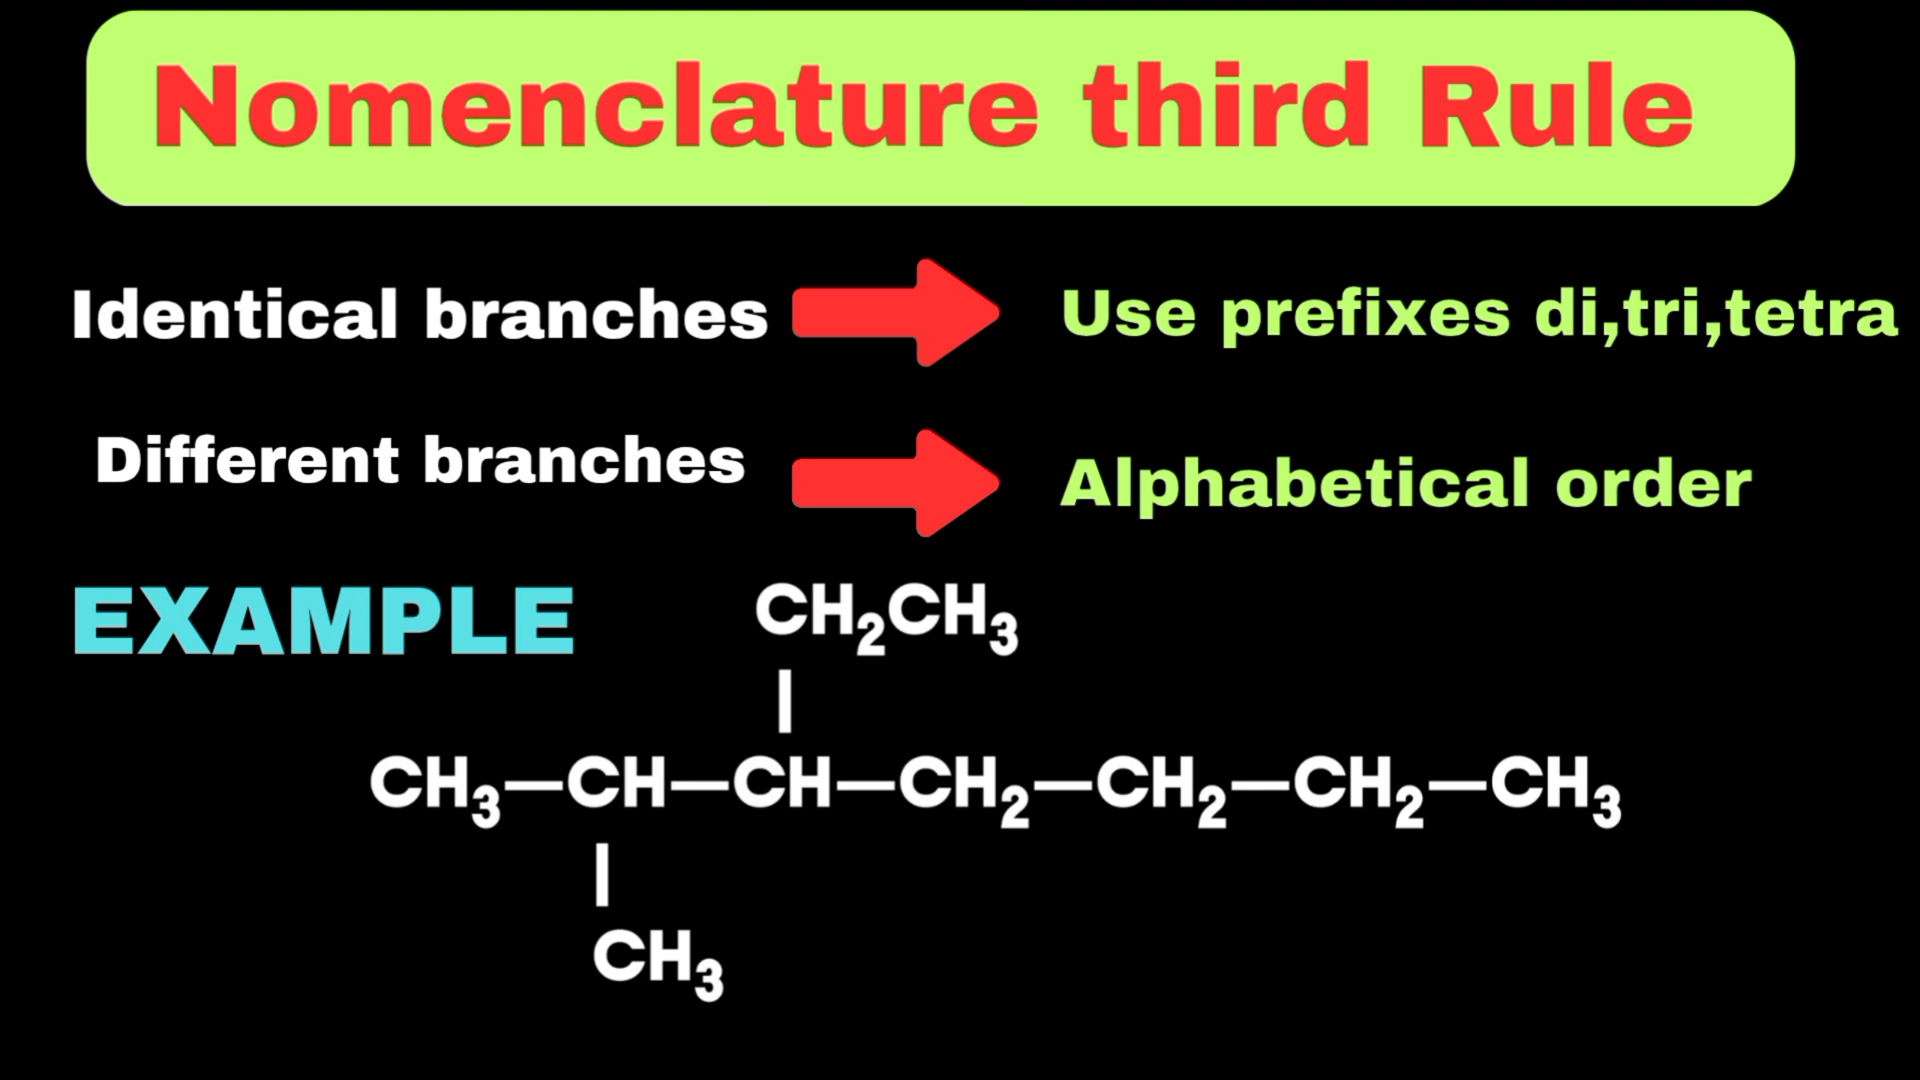 Nomenclature third Rule
Identical branches
Use prefixes di,tri,tetra
Different branches
Alphabetical order
EXAMPLE
CH₂CH₃
|
CH₃—CH—CH—CH₂—CH₂—CH₂—CH₃
|
CH₃